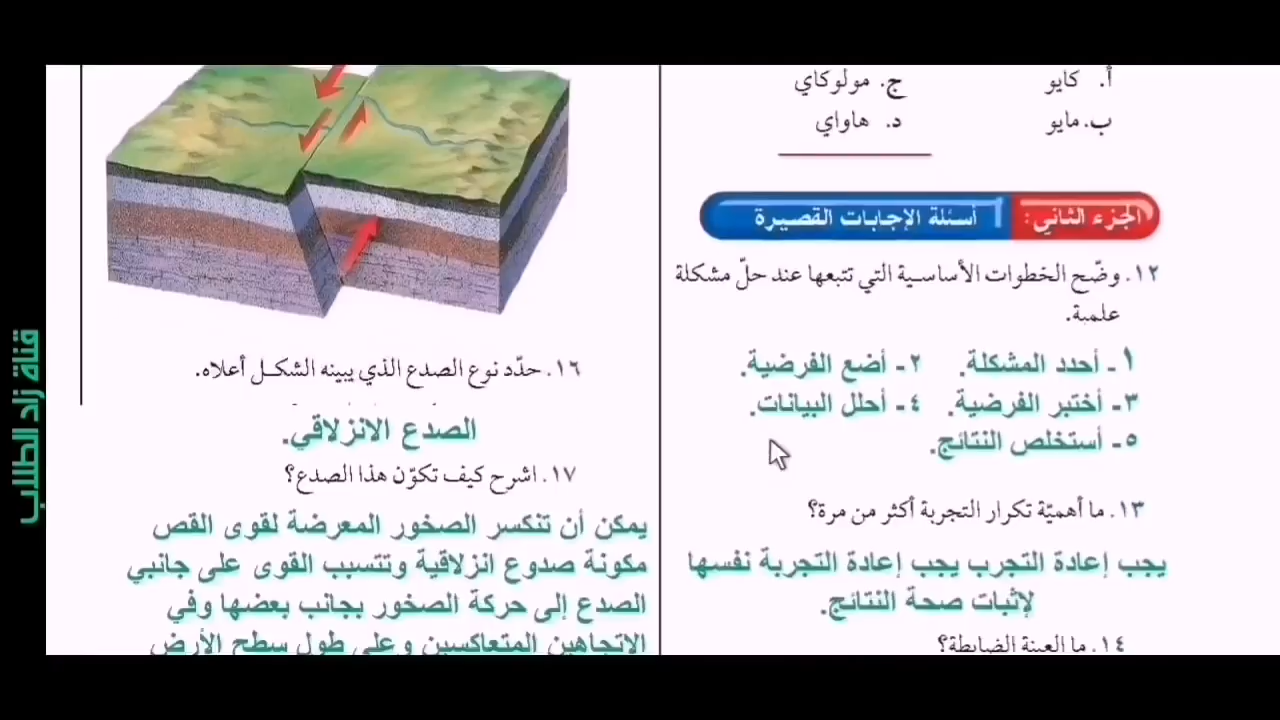 أ. كايو
ج. مولوكاي
ب. مايو
د. هاواي
الجزء الثاني: أسئلة الإجابات القصيرة
١٢. وضّح الخطوات الأساسية التي تتبعها عند حلّ مشكلة
علمية.
١- أحدد المشكلة. ٢- أضع الفرضية.
٣- أختبر الفرضية. ٤- أحلل البيانات.
٥- أستخلص النتائج.
١٣. ما أهميّة تكرار التجربة أكثر من مرة؟
يجب إعادة التجرب يجب إعادة التجربة نفسها
لإثبات صحة النتائج.
١٤. ما العينة الضابطة؟
١٦. حدّد نوع الصدع الذي يبينه الشكل أعلاه.
الصدع الانزلاقي.
١٧. اشرح كيف تكوّن هذا الصدع؟
يمكن أن تنكسر الصخور المعرضة لقوى القص
مكونة صدوع انزلاقية وتتسبب القوى على جانبي
الصدع إلى حركة الصخور بجانب بعضها وفي
الاتجاهين المتعاكسين وعلى طول سطح الأرض
قناة زاد الطلاب